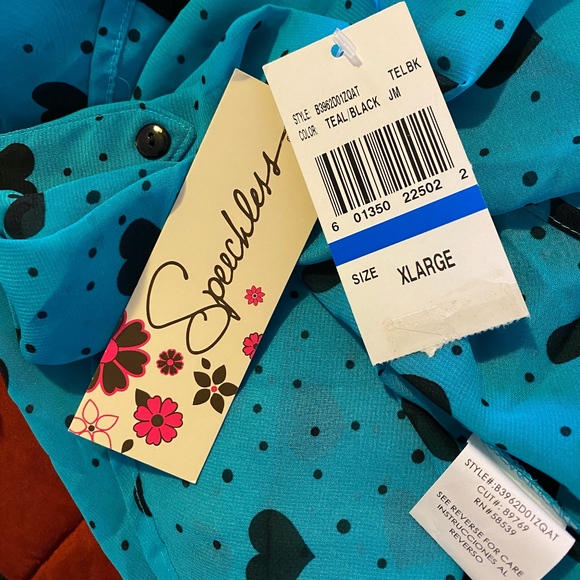 Speechless
STYLE B3962D01ZQAT TELBK
COLOR TEAL/BLACK JM
6 01350 22502 2
SIZE XLARGE
STYLE#:B3962D01ZQAT
CUT#: 89769
RN#58539
SEE REVERSE FOR CARE
INSTRUCCIONES AL
REVERSO